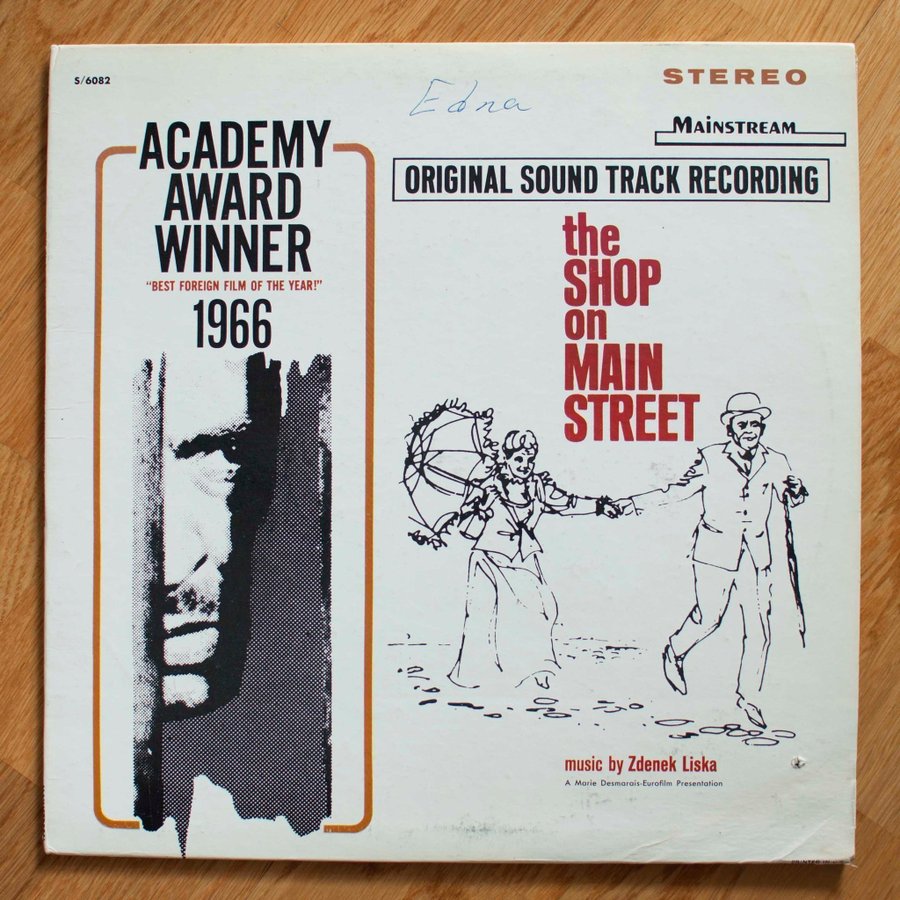 S/6082
Edna
STEREO
MAINSTREAM
ORIGINAL SOUND TRACK RECORDING
ACADEMY
AWARD
WINNER
"BEST FOREIGN FILM OF THE YEAR!"
1966
the
SHOP
on
MAIN
STREET
music by Zdenek Liska
A Marie Desmarais-Eurofilm Presentation